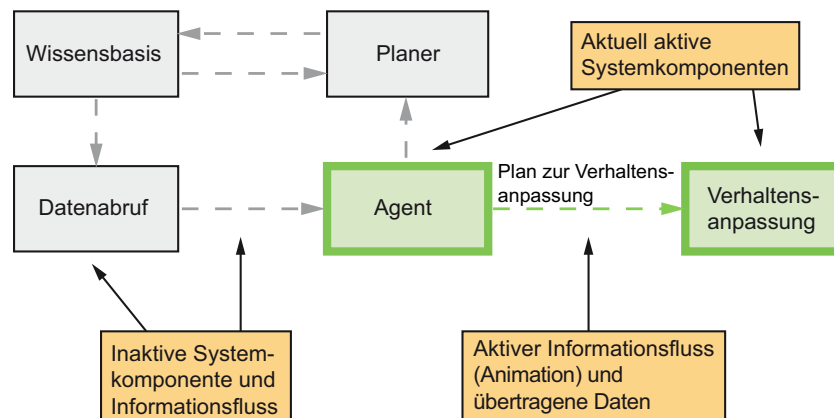 Wissensbasis
Planer
Aktuell aktive
Systemkomponenten
Datenabruf
Agent
Plan zur Verhaltens-
anpassung
Verhaltens-
anpassung
Inaktive System-
komponente und
Informationsfluss
Aktiver Informationsfluss
(Animation) und
übertragene Daten